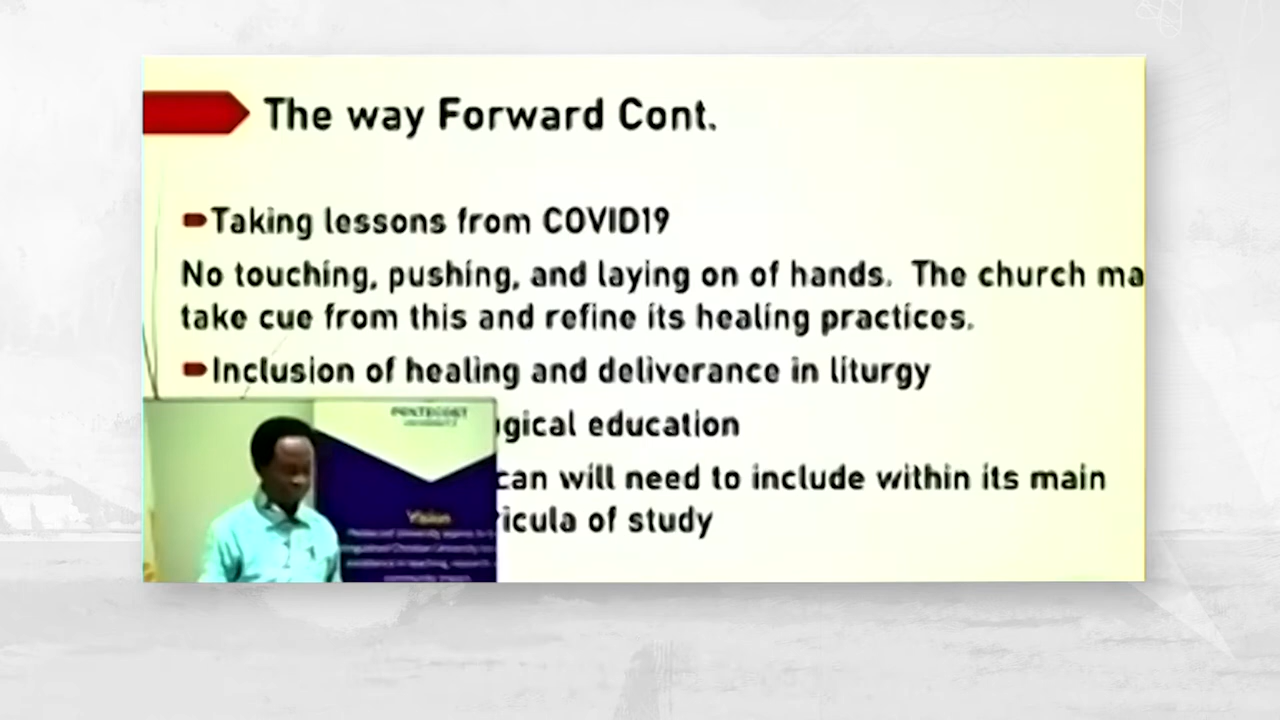 The way Forward Cont.
Taking lessons from COVID19
No touching, pushing, and laying on of hands. The church ma
take cue from this and refine its healing practices.
Inclusion of healing and deliverance in liturgy
gical education
can will need to include within its main
icula of study
PENTECOST
UNIVERSITY
Vision